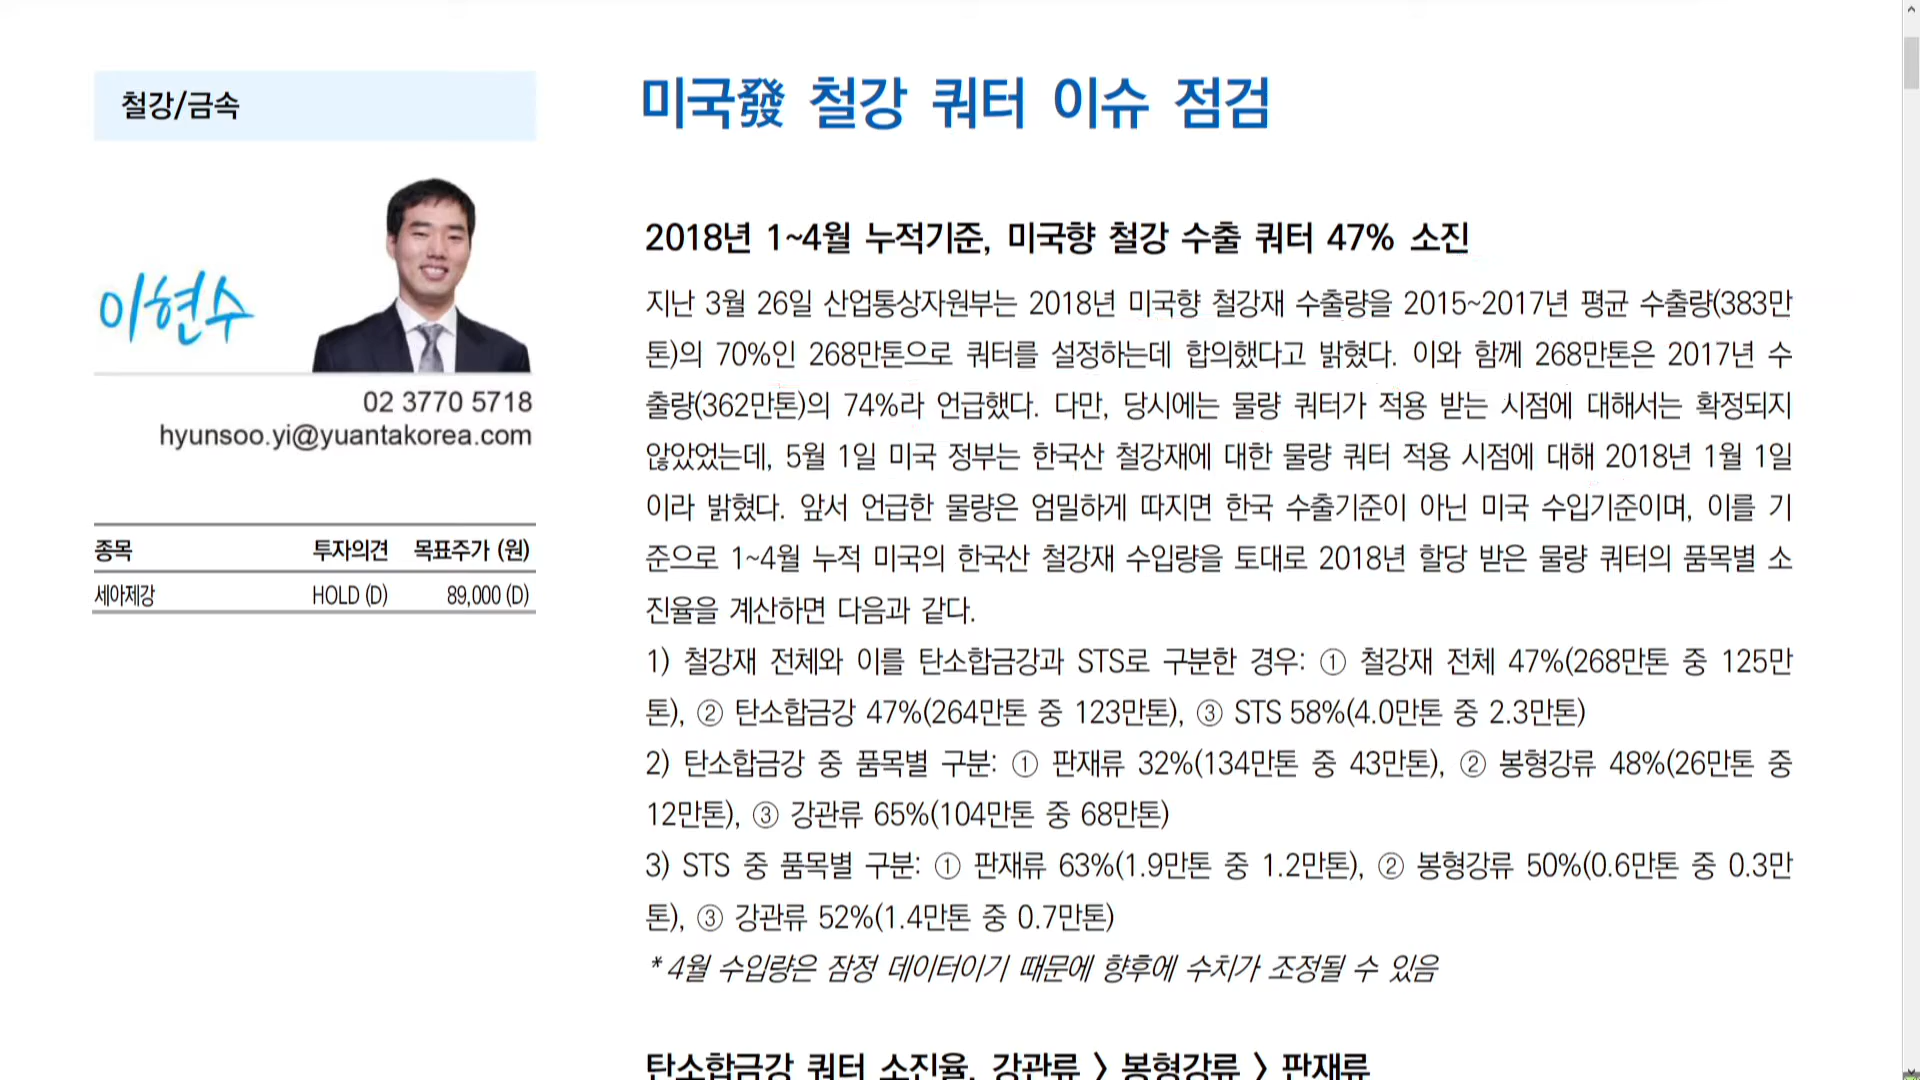 철강/금속
이현수
02 3770 5718
hyunsoo.yi@yuantakorea.com
종목 투자의견 목표주가 (원)
세아제강 HOLD (D) 89,000 (D)
미국發 철강 쿼터 이슈 점검
2018년 1~4월 누적기준, 미국향 철강 수출 쿼터 47% 소진
지난 3월 26일 산업통상자원부는 2018년 미국향 철강재 수출량을 2015~2017년 평균 수출량(383만
톤)의 70%인 268만톤으로 쿼터를 설정하는데 합의했다고 밝혔다. 이와 함께 268만톤은 2017년 수
출량(362만톤)의 74%라 언급했다. 다만, 당시에는 물량 쿼터가 적용 받는 시점에 대해서는 확정되지
않았었는데, 5월 1일 미국 정부는 한국산 철강재에 대한 물량 쿼터 적용 시점에 대해 2018년 1월 1일
이라 밝혔다. 앞서 언급한 물량은 엄밀하게 따지면 한국 수출기준이 아닌 미국 수입기준이며, 이를 기
준으로 1~4월 누적 미국의 한국산 철강재 수입량을 토대로 2018년 할당 받은 물량 쿼터의 품목별 소
진율을 계산하면 다음과 같다.
1) 철강재 전체와 이를 탄소합금강과 STS로 구분한 경우: ① 철강재 전체 47%(268만톤 중 125만
톤), ② 탄소합금강 47%(264만톤 중 123만톤), ③ STS 58%(4.0만톤 중 2.3만톤)
2) 탄소합금강 중 품목별 구분: ① 판재류 32%(134만톤 중 43만톤), ② 봉형강류 48%(26만톤 중
12만톤), ③ 강관류 65%(104만톤 중 68만톤)
3) STS 중 품목별 구분: ① 판재류 63%(1.9만톤 중 1.2만톤), ② 봉형강류 50%(0.6만톤 중 0.3만
톤), ③ 강관류 52%(1.4만톤 중 0.7만톤)
* 4월 수입량은 잠정 데이터이기 때문에 향후에 수치가 조정될 수 있음
탄소합금강 쿼터 소진율, 강관류 > 봉형강류 > 판재류